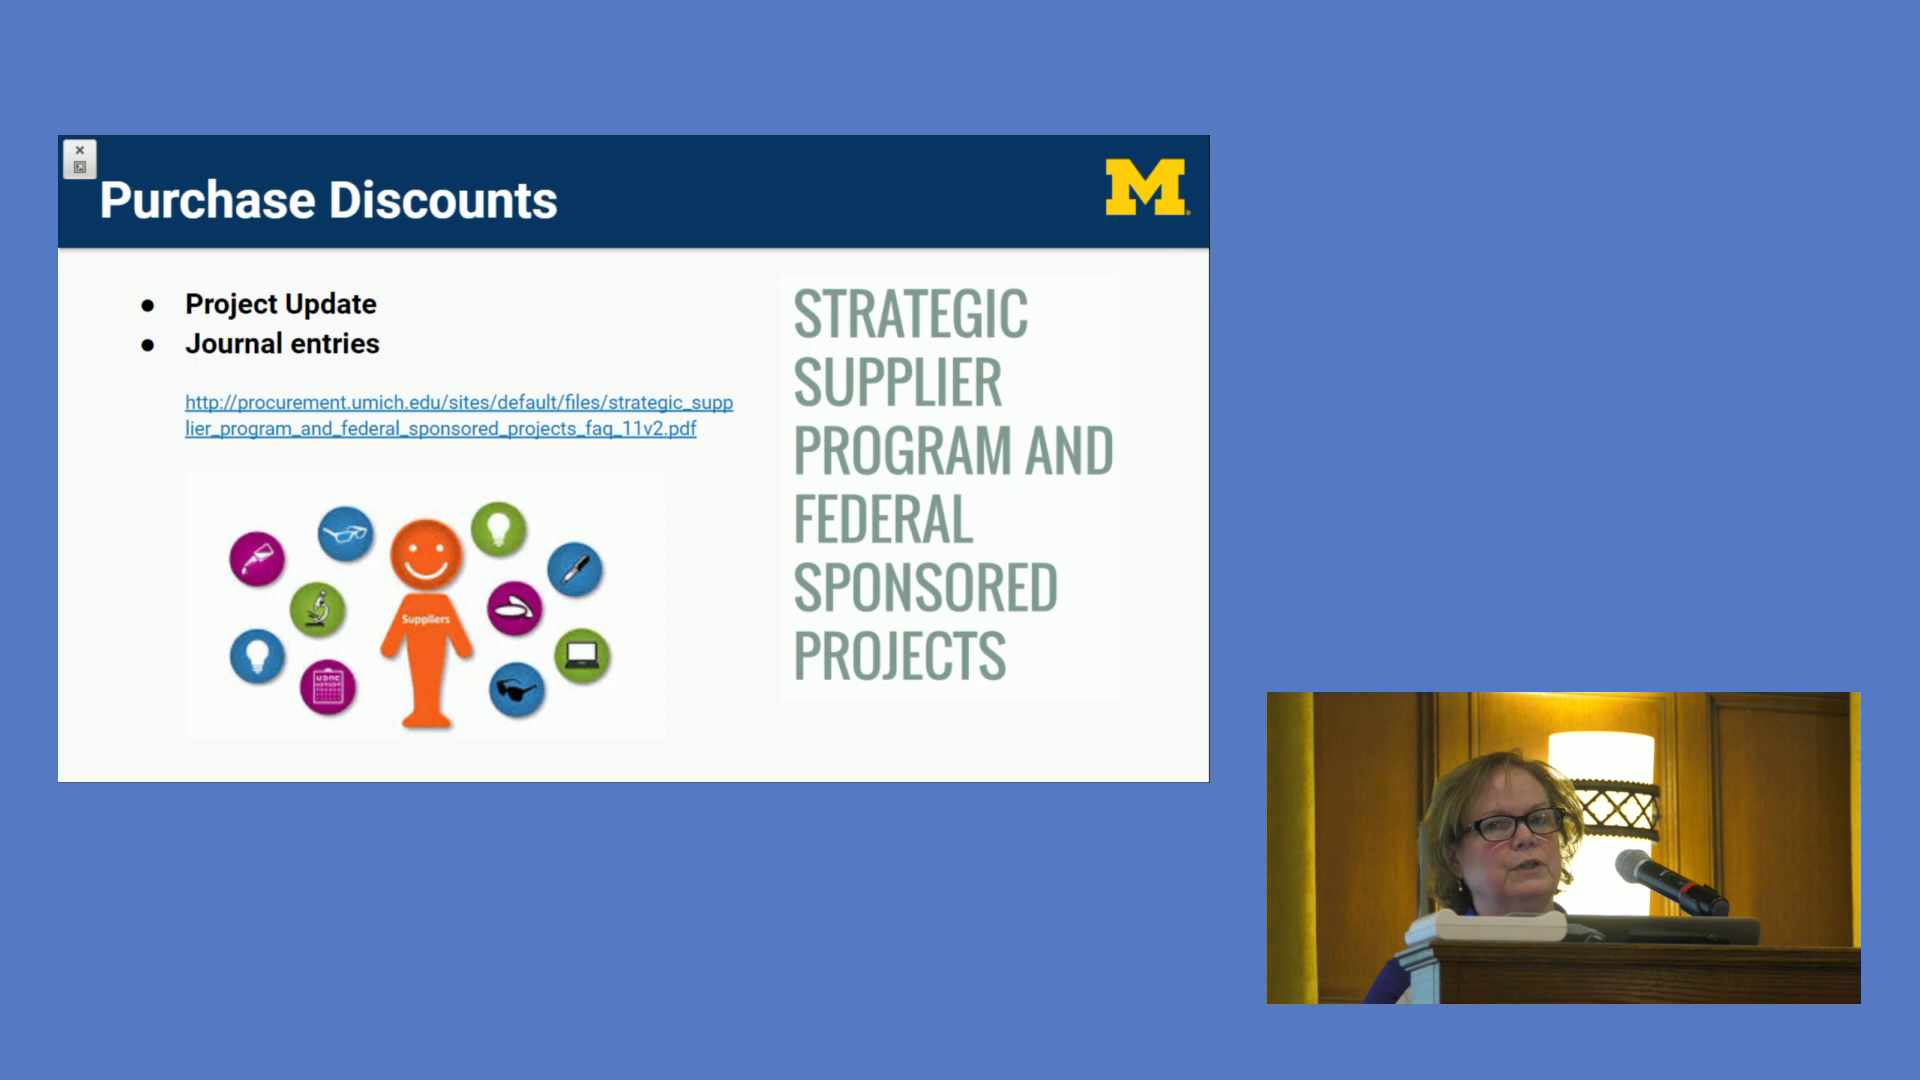 Purchase Discounts
M
● Project Update
● Journal entries
http://procurement.umich.edu/sites/default/files/strategic_supp
lier_program_and_federal_sponsored_projects_faq_11v2.pdf
Suppliers
STRATEGIC
SUPPLIER
PROGRAM AND
FEDERAL
SPONSORED
PROJECTS